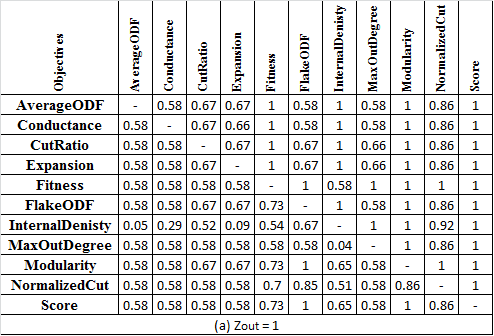 Objectives AverageODF Conductance CutRatio Expansion Fitness FlakeODF InternalDenisty MaxOutDegree Modularity NormalizedCut Score
AverageODF - 0.58 0.67 0.67 1 0.58 1 0.58 1 0.86 1
Conductance 0.58 - 0.67 0.66 1 0.58 1 0.58 1 0.86 1
CutRatio 0.58 0.58 - 0.67 1 0.67 1 0.66 1 0.86 1
Expansion 0.58 0.58 0.67 - 1 0.67 1 0.66 1 0.86 1
Fitness 0.58 0.58 0.58 0.58 - 1 0.58 1 1 1 1
FlakeODF 0.58 0.58 0.67 0.67 0.73 - 1 0.58 1 0.86 1
InternalDenisty 0.05 0.29 0.52 0.09 0.54 0.67 - 1 1 0.92 1
MaxOutDegree 0.58 0.58 0.58 0.58 0.58 0.58 0.04 - 1 0.86 1
Modularity 0.58 0.58 0.67 0.67 0.73 1 0.65 0.58 - 1 1
NormalizedCut 0.58 0.58 0.58 0.58 0.7 0.85 0.51 0.58 0.86 - 1
Score 0.58 0.58 0.58 0.58 0.73 1 0.65 0.58 1 0.86 -
(a) Zout = 1